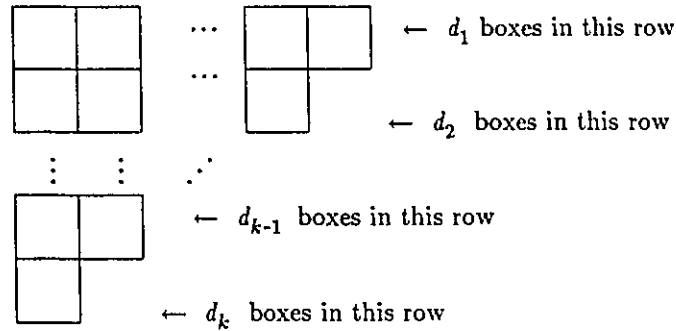 ··· ← d₁ boxes in this row
··· ← d₂ boxes in this row
⋮ ⋮ ⋰
← dₖ₋₁ boxes in this row
← dₖ boxes in this row